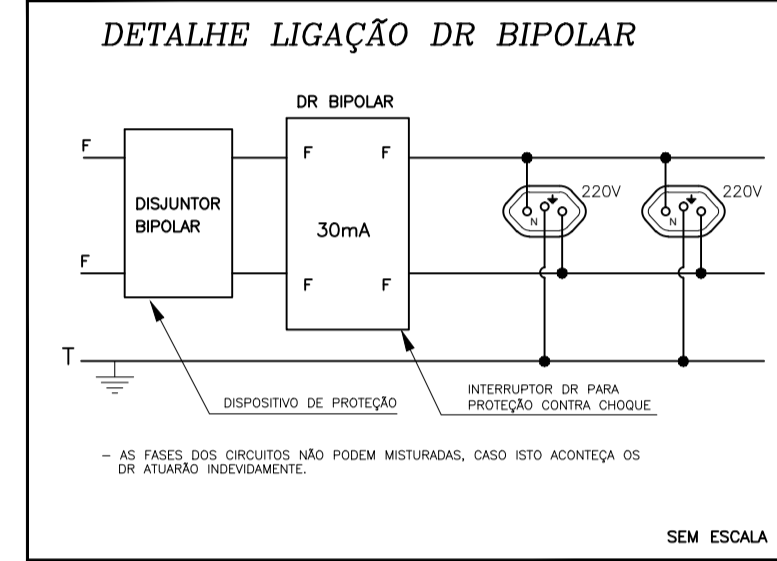 DETALHE LIGAÇÃO DR BIPOLAR
DR BIPOLAR
F
F
F
220V
220V
DISJUNTOR
BIPOLAR
30mA
N
N
F
F
F
T
DISPOSITIVO DE PROTEÇÃO
INTERRUPTOR DR PARA
PROTEÇÃO CONTRA CHOQUE
– AS FASES DOS CIRCUITOS NÃO PODEM MISTURADAS, CASO ISTO ACONTEÇA OS
DR ATUARÃO INDEVIDAMENTE.
SEM ESCALA